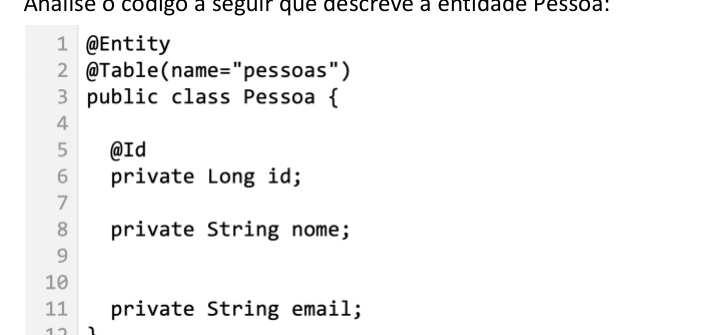 Analise o código a seguir que descreve a entidade Pessoa:
1 @Entity
2 @Table(name="pessoas")
3 public class Pessoa {
4
5 @Id
6 private Long id;
7
8 private String nome;
9
10
11 private String email;
12 }